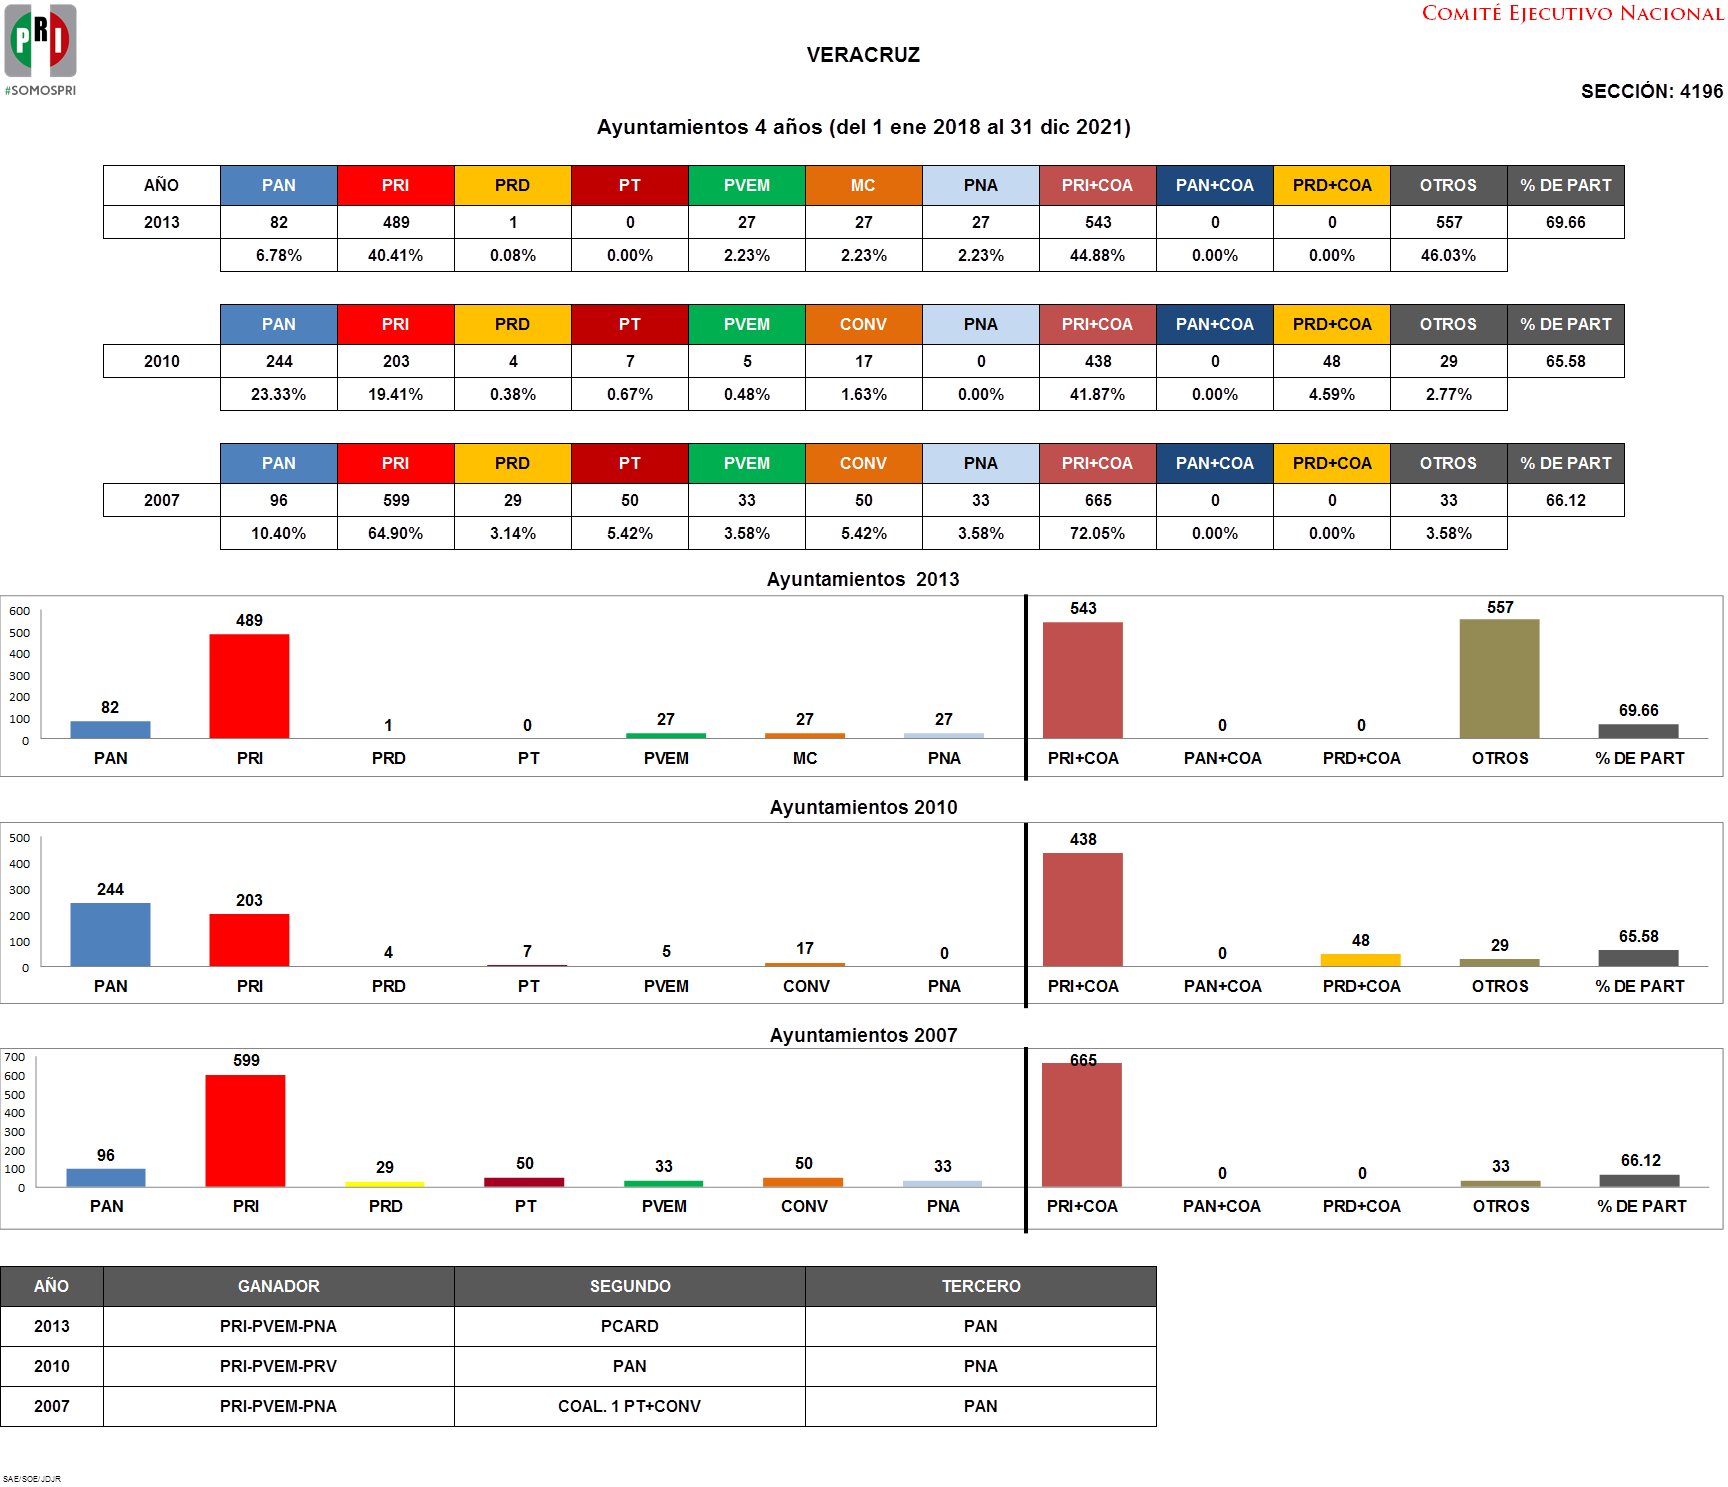 PRI
#SOMOSPRI
COMITÉ EJECUTIVO NACIONAL
VERACRUZ
SECCIÓN: 4196
Ayuntamientos 4 años (del 1 ene 2018 al 31 dic 2021)
AÑO PAN PRI PRD PT PVEM MC PNA PRI+COA PAN+COA PRD+COA OTROS % DE PART
2013 82 489 1 0 27 27 27 543 0 0 557 69.66
6.78% 40.41% 0.08% 0.00% 2.23% 2.23% 2.23% 44.88% 0.00% 0.00% 46.03%
PAN PRI PRD PT PVEM CONV PNA PRI+COA PAN+COA PRD+COA OTROS % DE PART
2010 244 203 4 7 5 17 0 438 0 48 29 65.58
23.33% 19.41% 0.38% 0.67% 0.48% 1.63% 0.00% 41.87% 0.00% 4.59% 2.77%
PAN PRI PRD PT PVEM CONV PNA PRI+COA PAN+COA PRD+COA OTROS % DE PART
2007 96 599 29 50 33 50 33 665 0 0 33 66.12
10.40% 64.90% 3.14% 5.42% 3.58% 5.42% 3.58% 72.05% 0.00% 0.00% 3.58%
Ayuntamientos 2013
600
500
400
300
200
100
0
82 489 1 0 27 27 27 543 0 0 557 69.66
PAN PRI PRD PT PVEM MC PNA PRI+COA PAN+COA PRD+COA OTROS % DE PART
Ayuntamientos 2010
500
400
300
200
100
0
244 203 4 7 5 17 0 438 0 48 29 65.58
PAN PRI PRD PT PVEM CONV PNA PRI+COA PAN+COA PRD+COA OTROS % DE PART
Ayuntamientos 2007
700
600
500
400
300
200
100
0
96 599 29 50 33 50 33 665 0 0 33 66.12
PAN PRI PRD PT PVEM CONV PNA PRI+COA PAN+COA PRD+COA OTROS % DE PART
AÑO GANADOR SEGUNDO TERCERO
2013 PRI-PVEM-PNA PCARD PAN
2010 PRI-PVEM-PRV PAN PNA
2007 PRI-PVEM-PNA COAL. 1 PT+CONV PAN
SAE/SOE/JDJR